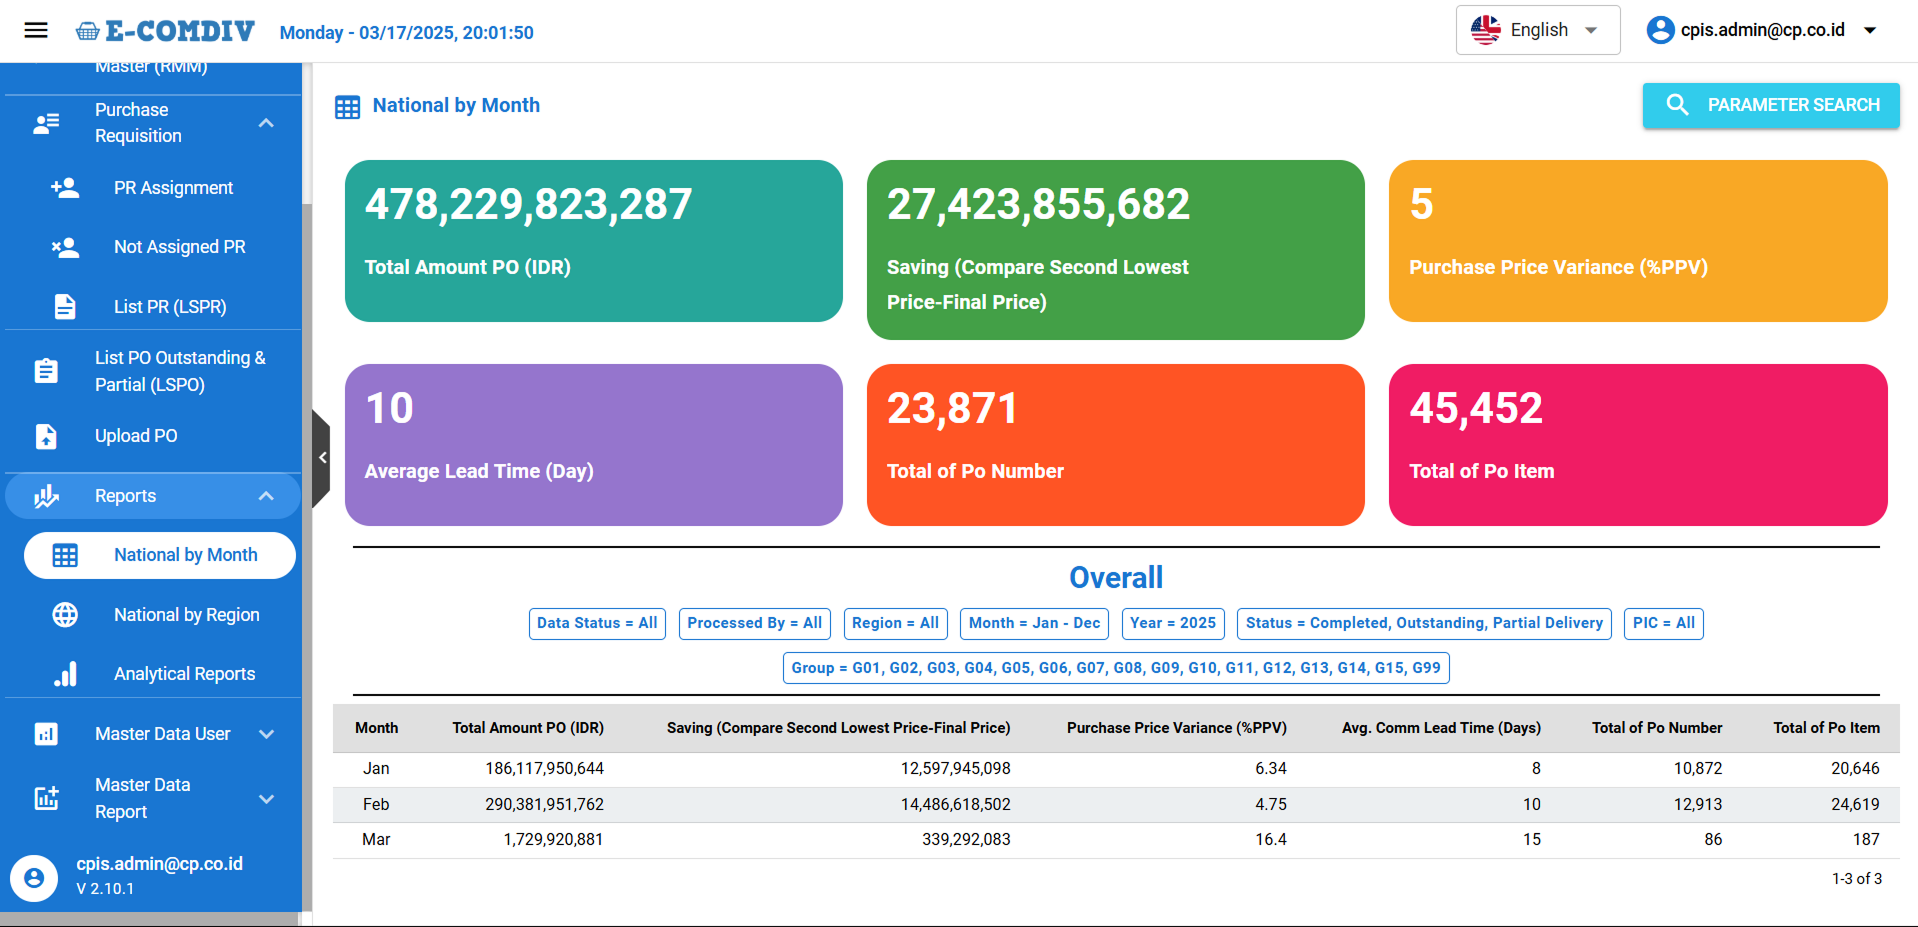 E-COMDIV
Monday - 03/17/2025, 20:01:50
English
cpis.admin@cp.co.id
Master (RMM)
Purchase
Requisition
PR Assignment
Not Assigned PR
List PR (LSPR)
List PO Outstanding &
Partial (LSPO)
Upload PO
Reports
National by Month
National by Region
Analytical Reports
Master Data User
Master Data
Report
cpis.admin@cp.co.id
V 2.10.1
National by Month
PARAMETER SEARCH
478,229,823,287
Total Amount PO (IDR)
27,423,855,682
Saving (Compare Second Lowest
Price-Final Price)
5
Purchase Price Variance (%PPV)
10
Average Lead Time (Day)
23,871
Total of Po Number
45,452
Total of Po Item
Overall
Data Status = All Processed By = All Region = All Month = Jan - Dec Year = 2025 Status = Completed, Outstanding, Partial Delivery PIC = All
Group = G01, G02, G03, G04, G05, G06, G07, G08, G09, G10, G11, G12, G13, G14, G15, G99
Month Total Amount PO (IDR) Saving (Compare Second Lowest Price-Final Price) Purchase Price Variance (%PPV) Avg. Comm Lead Time (Days) Total of Po Number Total of Po Item
Jan 186,117,950,644 12,597,945,098 6.34 8 10,872 20,646
Feb 290,381,951,762 14,486,618,502 4.75 10 12,913 24,619
Mar 1,729,920,881 339,292,083 16.4 15 86 187
1-3 of 3